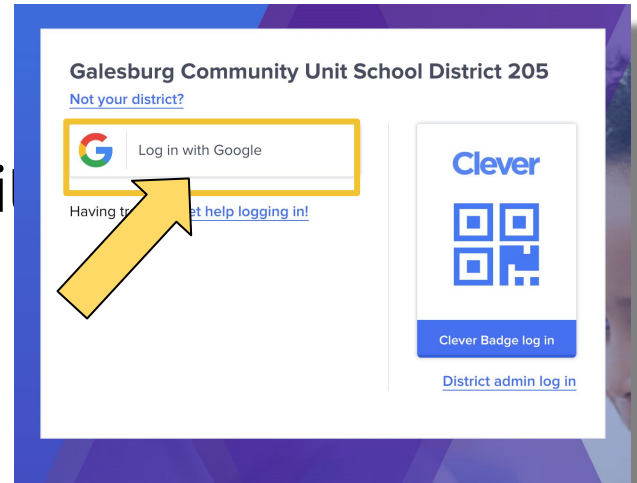 Galesburg Community Unit School District 205
Not your district?
Log in with Google
Having et help logging in!
Clever
Clever Badge log in
District admin log in